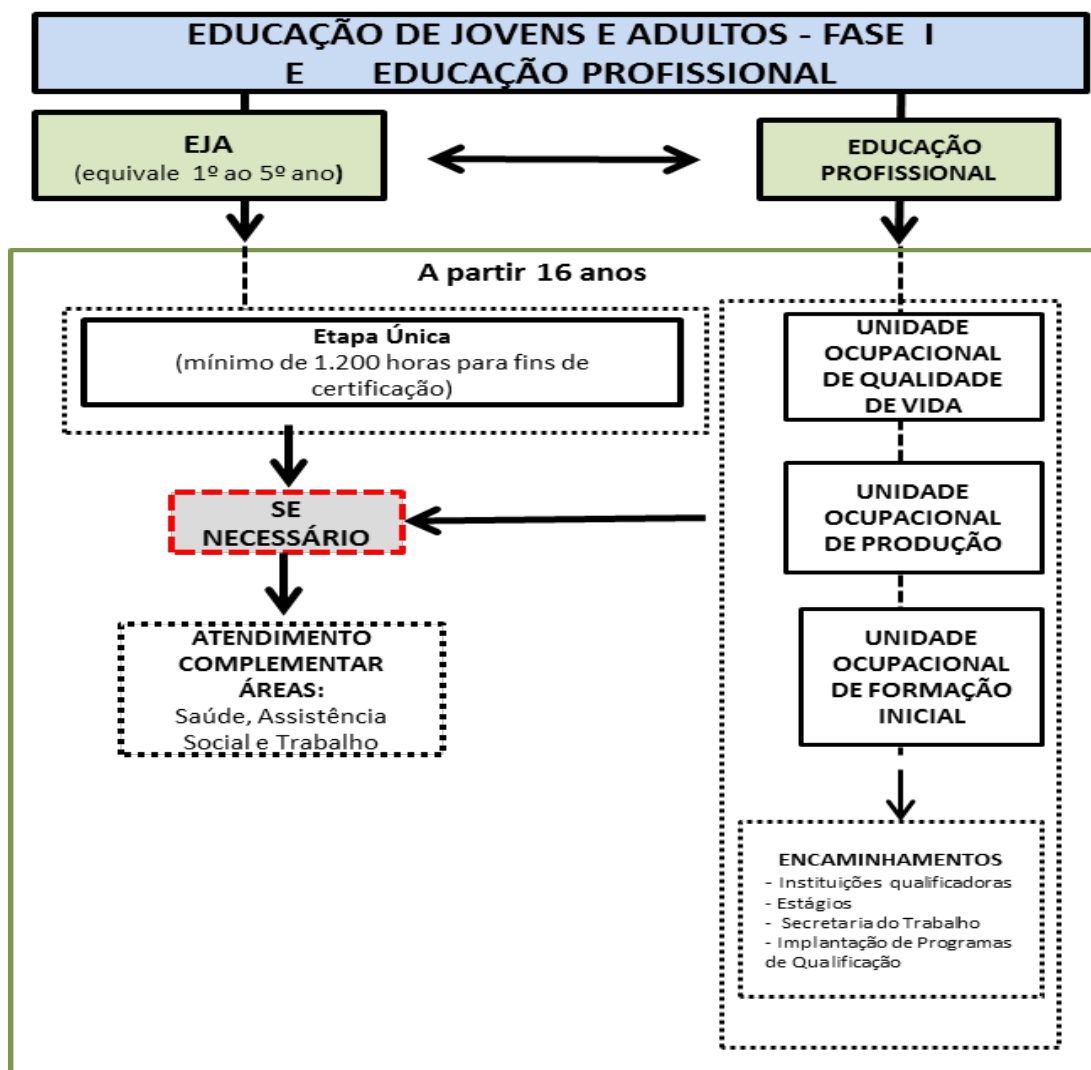 EDUCAÇÃO DE JOVENS E ADULTOS - FASE I
E EDUCAÇÃO PROFISSIONAL
EJA
(equivale 1º ao 5º ano)
EDUCAÇÃO
PROFISSIONAL
A partir 16 anos
Etapa Única
(mínimo de 1.200 horas para fins de
certificação)
SE
NECESSÁRIO
ATENDIMENTO
COMPLEMENTAR
ÁREAS:
Saúde, Assistência
Social e Trabalho
UNIDADE
OCUPACIONAL
DE QUALIDADE
DE VIDA
UNIDADE
OCUPACIONAL
DE PRODUÇÃO
UNIDADE
OCUPACIONAL
DE FORMAÇÃO
INICIAL
ENCAMINHAMENTOS
- Instituições qualificadoras
- Estágios
- Secretaria do Trabalho
- Implantação de Programas
de Qualificação